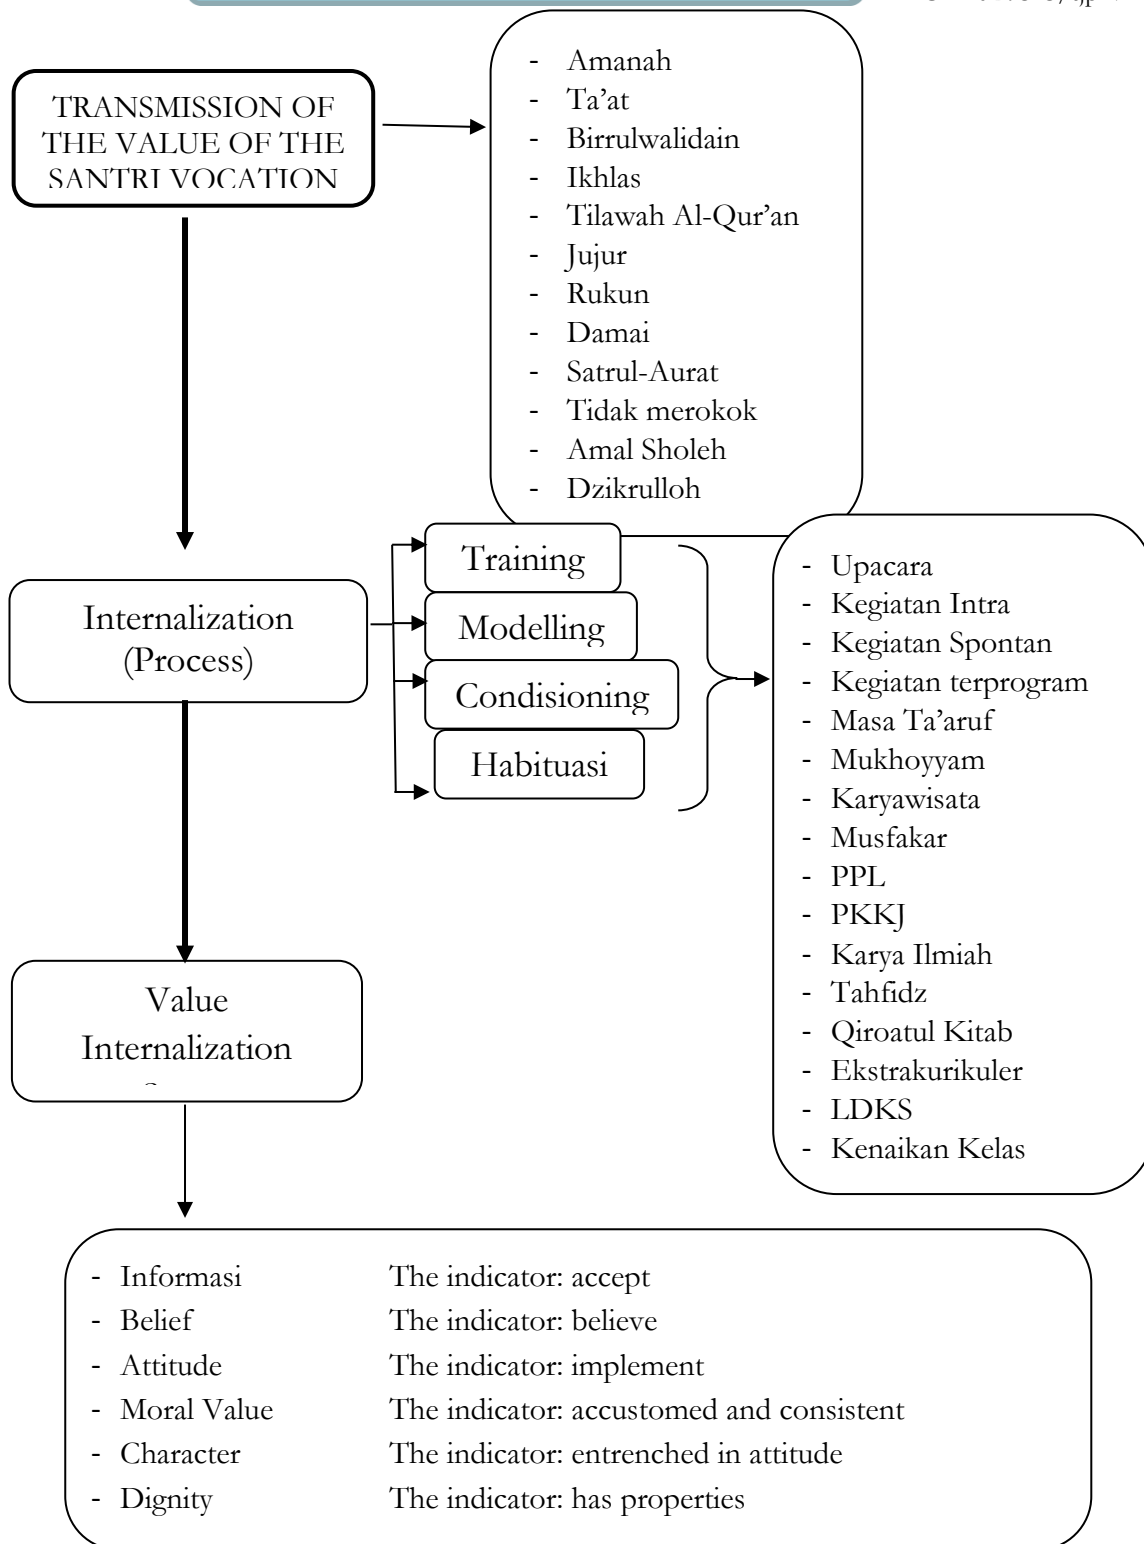 TRANSMISSION OF
THE VALUE OF THE
SANTRI VOCATION
- Amanah
- Ta’at
- Birrulwalidain
- Ikhlas
- Tilawah Al-Qur’an
- Jujur
- Rukun
- Damai
- Satrul-Aurat
- Tidak merokok
- Amal Sholeh
- Dzikrulloh
Internalization
(Process)
Training
Modelling
Condisioning
Habituasi
- Upacara
- Kegiatan Intra
- Kegiatan Spontan
- Kegiatan terprogram
- Masa Ta’aruf
- Mukhoyyam
- Karyawisata
- Musfakar
- PPL
- PKKJ
- Karya Ilmiah
- Tahfidz
- Qiroatul Kitab
- Ekstrakurikuler
- LDKS
- Kenaikan Kelas
Value
Internalization
- Informasi The indicator: accept
- Belief The indicator: believe
- Attitude The indicator: implement
- Moral Value The indicator: accustomed and consistent
- Character The indicator: entrenched in attitude
- Dignity The indicator: has properties